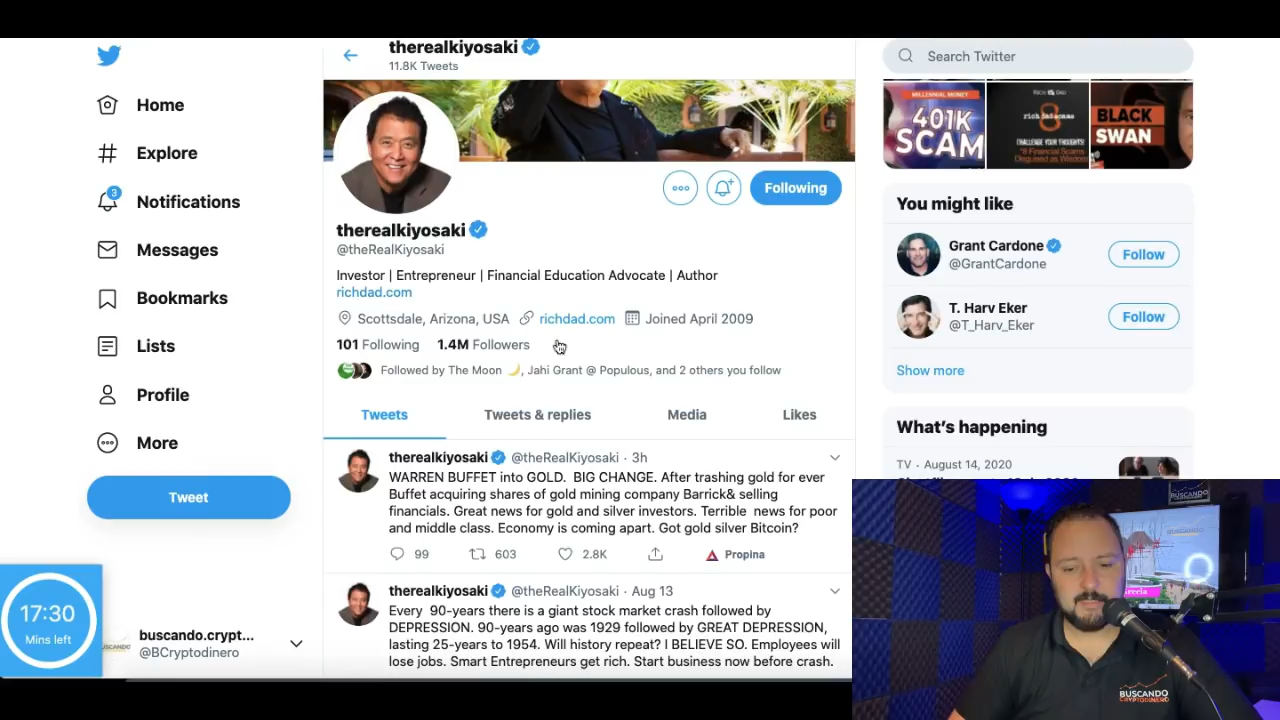 therealkiyosaki
11.8K Tweets
Search Twitter
Home
Explore
3
Notifications
Messages
Bookmarks
Lists
Profile
More
Tweet
Following
therealkiyosaki
@theRealKiyosaki
Investor | Entrepreneur | Financial Education Advocate | Author
richdad.com
Scottsdale, Arizona, USA richdad.com Joined April 2009
101 Following 1.4M Followers
Followed by The Moon 🌙, Jahi Grant @ Populous, and 2 others you follow
Tweets Tweets & replies Media Likes
therealkiyosaki @theRealKiyosaki · 3h
WARREN BUFFET into GOLD. BIG CHANGE. After trashing gold for ever
Buffet acquiring shares of gold mining company Barrick& selling
financials. Great news for gold and silver investors. Terrible news for poor
and middle class. Economy is coming apart. Got gold silver Bitcoin?
99 603 2.8K Propina
therealkiyosaki @theRealKiyosaki · Aug 13
Every 90-years there is a giant stock market crash followed by
DEPRESSION. 90-years ago was 1929 followed by GREAT DEPRESSION,
lasting 25-years to 1954. Will history repeat? I BELIEVE SO. Employees will
lose jobs. Smart Entrepreneurs get rich. Start business now before crash.
MILLENNIAL MONEY
401K
SCAM
8
CHALLENGE YOUR THOUGHTS!
BLACK
SWAN
You might like
Grant Cardone
@GrantCardone
Follow
T. Harv Eker
@T_Harv_Eker
Follow
Show more
What's happening
TV · August 14, 2020
17:30
Mins left
buscando.crypt...
@BCryptodinero
BUSCANDO
BUSCANDO
CRYPTODINERO